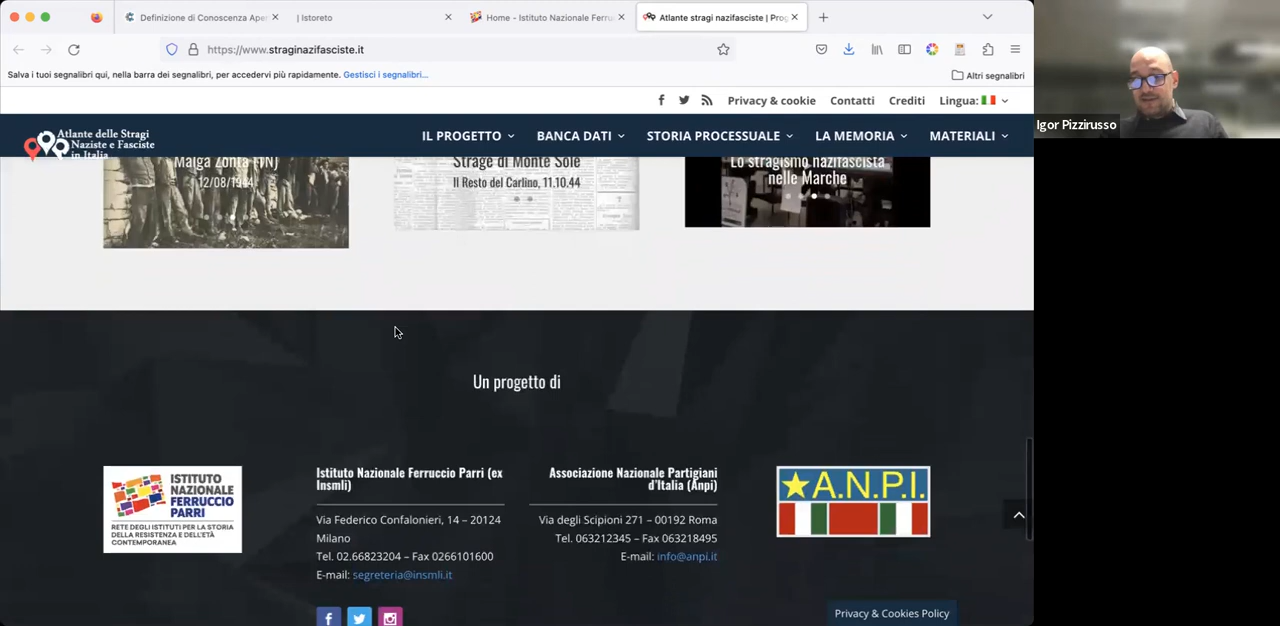 Definizione di Conoscenza Aper
| Istoreto
Home - Istituto Nazionale Ferru
Atlante stragi nazifasciste | Prog
https://www.straginazifasciste.it
Salva i tuoi segnalibri qui, nella barra dei segnalibri, per accedervi più rapidamente. Gestisci i segnalibri...
Altri segnalibri
Privacy & cookie
Contatti
Crediti
Lingua:
Atlante delle Stragi
Naziste e Fasciste
in Italia
IL PROGETTO
BANCA DATI
STORIA PROCESSUALE
LA MEMORIA
MATERIALI
Malga Zonta (TN)
12/08/1944
Strage di Monte Sole
Il Resto del Carlino, 11.10.44
Lo stragismo nazifascista
nelle Marche
Un progetto di
ISTITUTO
NAZIONALE
FERRUCCIO
PARRI
RETE DEGLI ISTITUTI PER LA STORIA
DELLA RESISTENZA E DELL'ETÀ
CONTEMPORANEA
Istituto Nazionale Ferruccio Parri (ex
Insmli)
Via Federico Confalonieri, 14 – 20124
Milano
Tel. 02.66823204 – Fax 0266101600
E-mail: segreteria@insmli.it
Associazione Nazionale Partigiani
d'Italia (Anpi)
Via degli Scipioni 271 – 00192 Roma
Tel. 063212345 – Fax 063218495
E-mail: info@anpi.it
A.N.P.I.
Privacy & Cookies Policy
Igor Pizzirusso